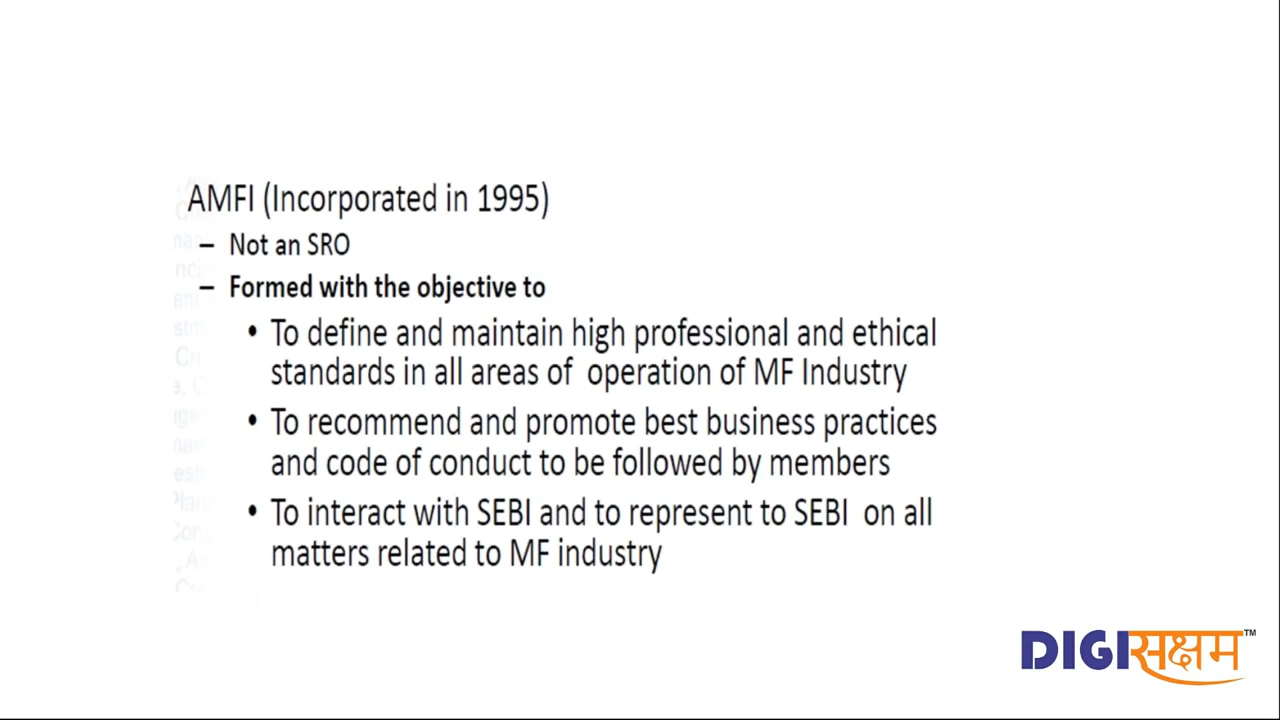 AMFI (Incorporated in 1995)
– Not an SRO
– Formed with the objective to
• To define and maintain high professional and ethical
standards in all areas of operation of MF Industry
• To recommend and promote best business practices
and code of conduct to be followed by members
• To interact with SEBI and to represent to SEBI on all
matters related to MF industry
DIGIसक्षम™